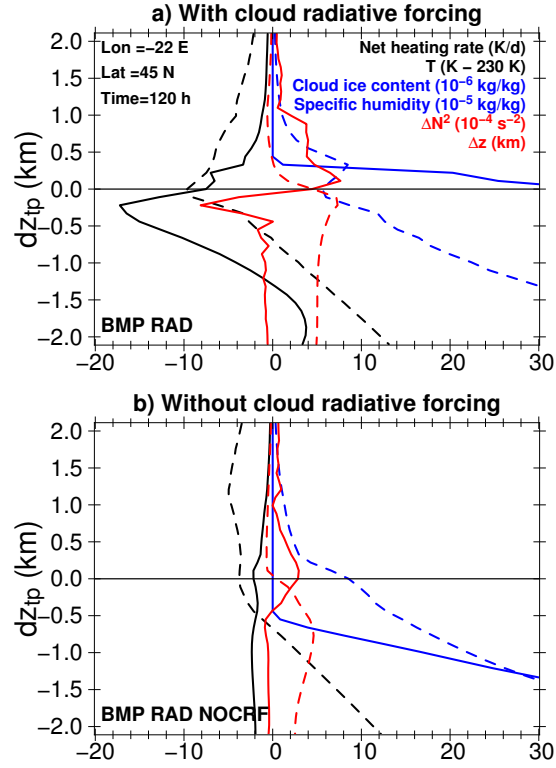 a) With cloud radiative forcing
Lon =−22 E
Lat =45 N
Time=120 h
Net heating rate (K/d)
T (K − 230 K)
Cloud ice content (10⁻⁶ kg/kg)
Specific humidity (10⁻⁵ kg/kg)
ΔN² (10⁻⁴ s⁻²)
Δz (km)
dz_tp (km)
2.0
1.5
1.0
0.5
0.0
−0.5
−1.0
−1.5
−2.0
BMP RAD
−20 −10 0 10 20 30
b) Without cloud radiative forcing
dz_tp (km)
2.0
1.5
1.0
0.5
0.0
−0.5
−1.0
−1.5
−2.0
BMP RAD NOCRF
−20 −10 0 10 20 30